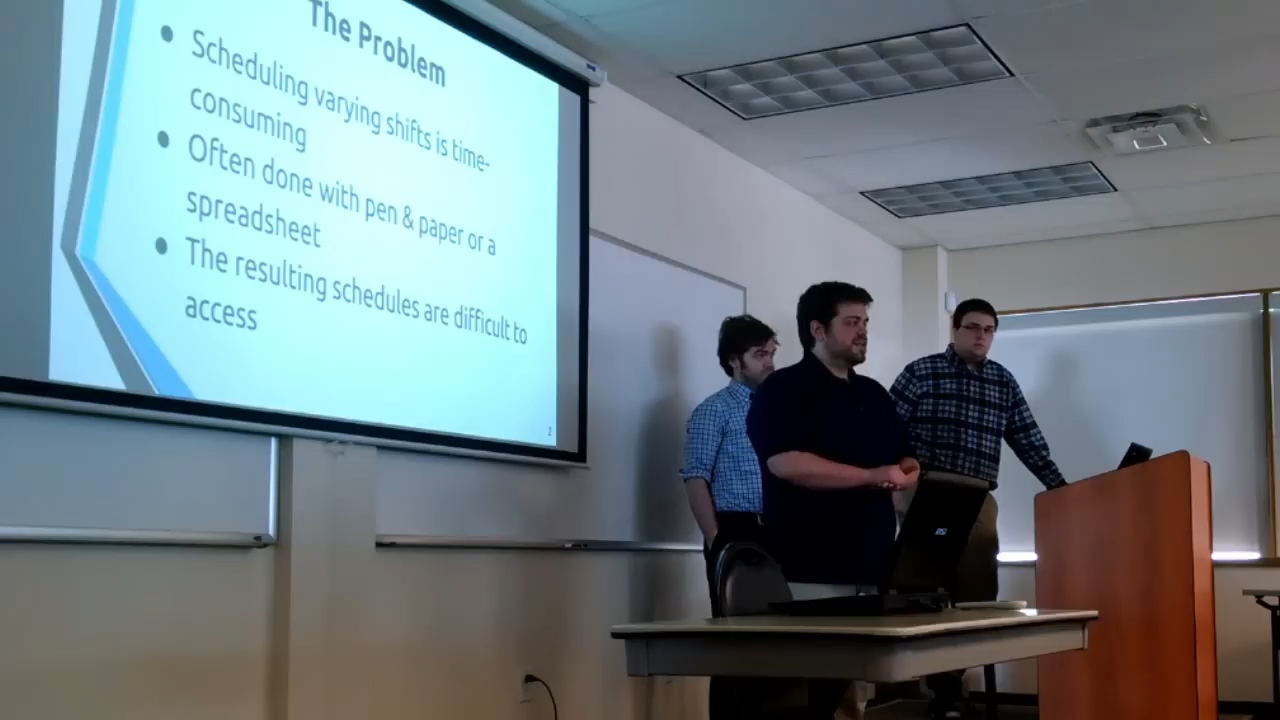 The Problem
● Scheduling varying shifts is time-
consuming
● Often done with pen & paper or a
spreadsheet
● The resulting schedules are difficult to
access
2